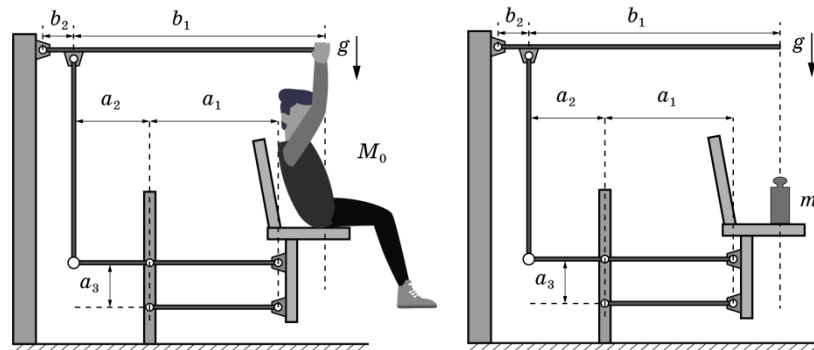 b₂ b₁
g
a₂ a₁
M₀
a₃
b₂ b₁
g
a₂ a₁
m
a₃